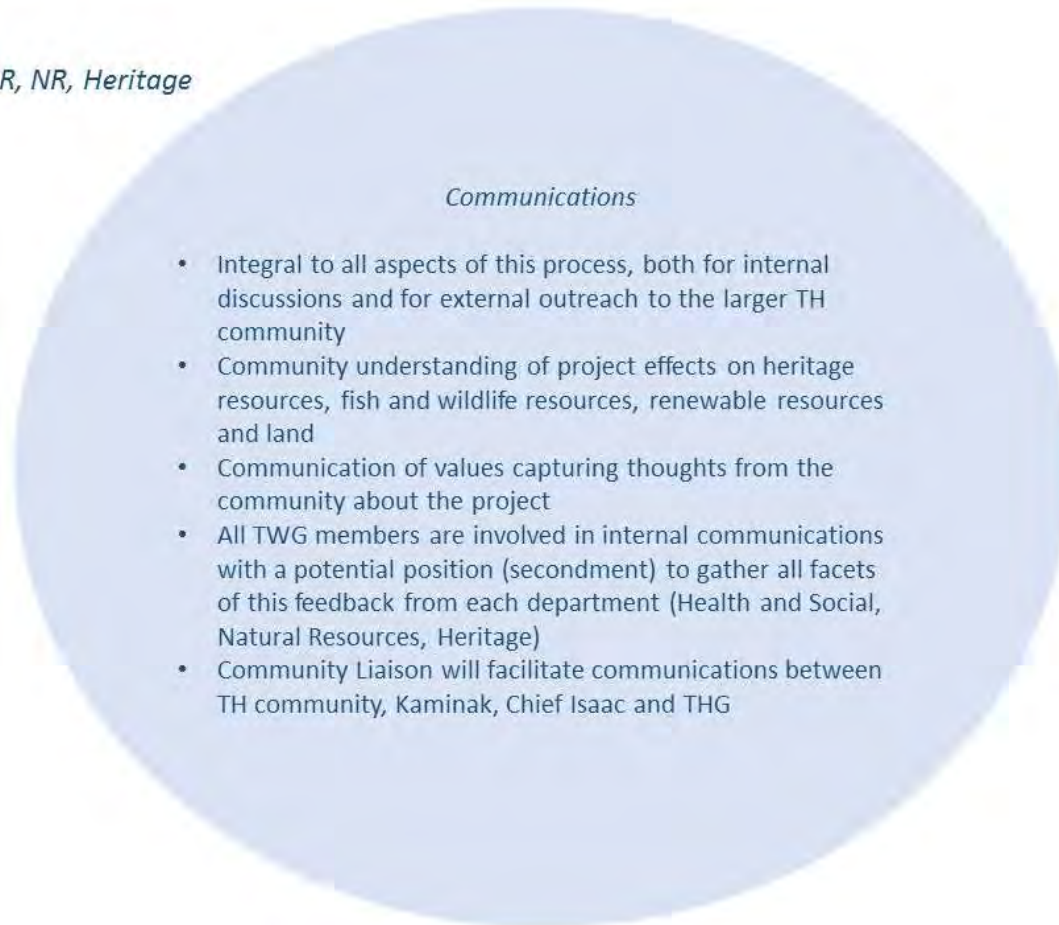 R, NR, Heritage
Communications
• Integral to all aspects of this process, both for internal
discussions and for external outreach to the larger TH
community
• Community understanding of project effects on heritage
resources, fish and wildlife resources, renewable resources
and land
• Communication of values capturing thoughts from the
community about the project
• All TWG members are involved in internal communications
with a potential position (secondment) to gather all facets
of this feedback from each department (Health and Social,
Natural Resources, Heritage)
• Community Liaison will facilitate communications between
TH community, Kaminak, Chief Isaac and THG